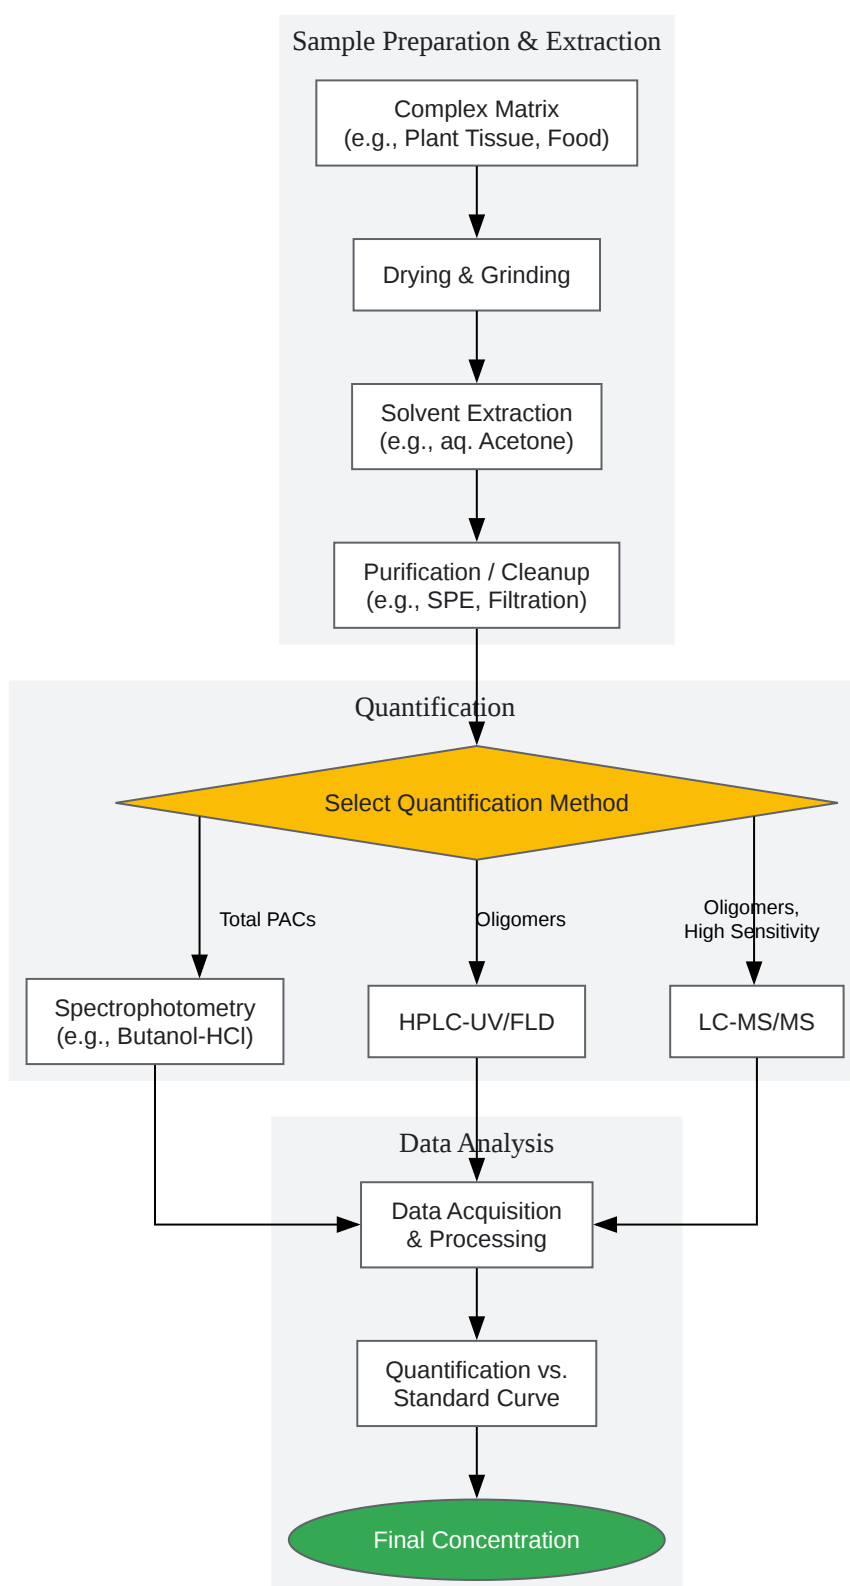 Sample Preparation & Extraction
Complex Matrix
(e.g., Plant Tissue, Food)
Drying & Grinding
Solvent Extraction
(e.g., aq. Acetone)
Purification / Cleanup
(e.g., SPE, Filtration)
Quantification
Select Quantification Method
Total PACs
Oligomers
Oligomers,
High Sensitivity
Spectrophotometry
(e.g., Butanol-HCl)
HPLC-UV/FLD
LC-MS/MS
Data Analysis
Data Acquisition
& Processing
Quantification vs.
Standard Curve
Final Concentration